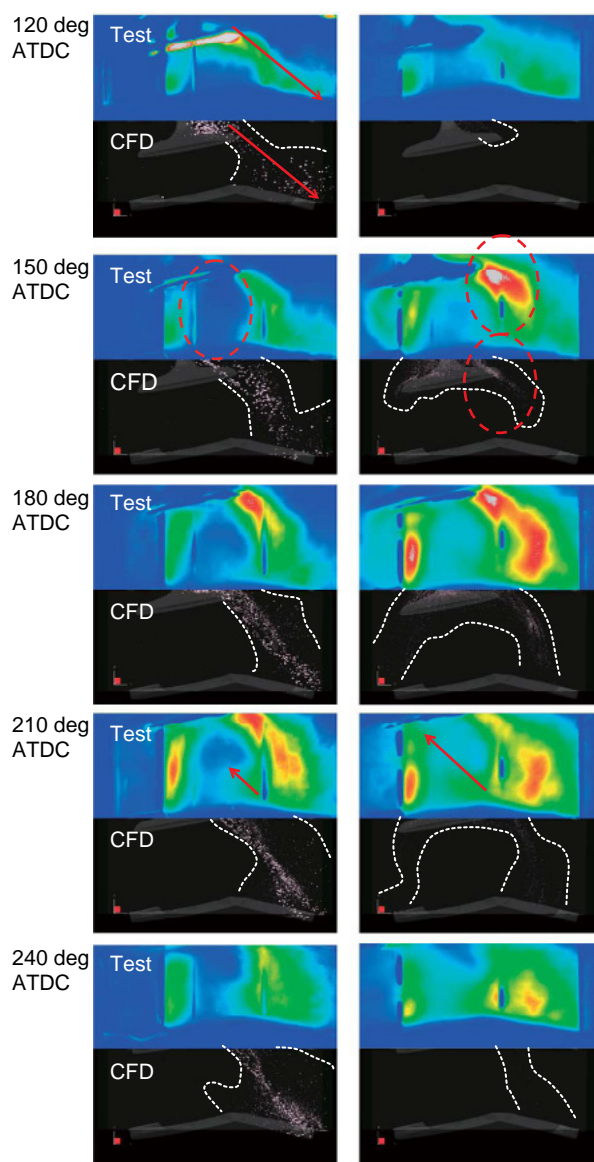 120 deg
ATDC
Test
CFD
150 deg
ATDC
Test
CFD
180 deg
ATDC
Test
CFD
210 deg
ATDC
Test
CFD
240 deg
ATDC
Test
CFD